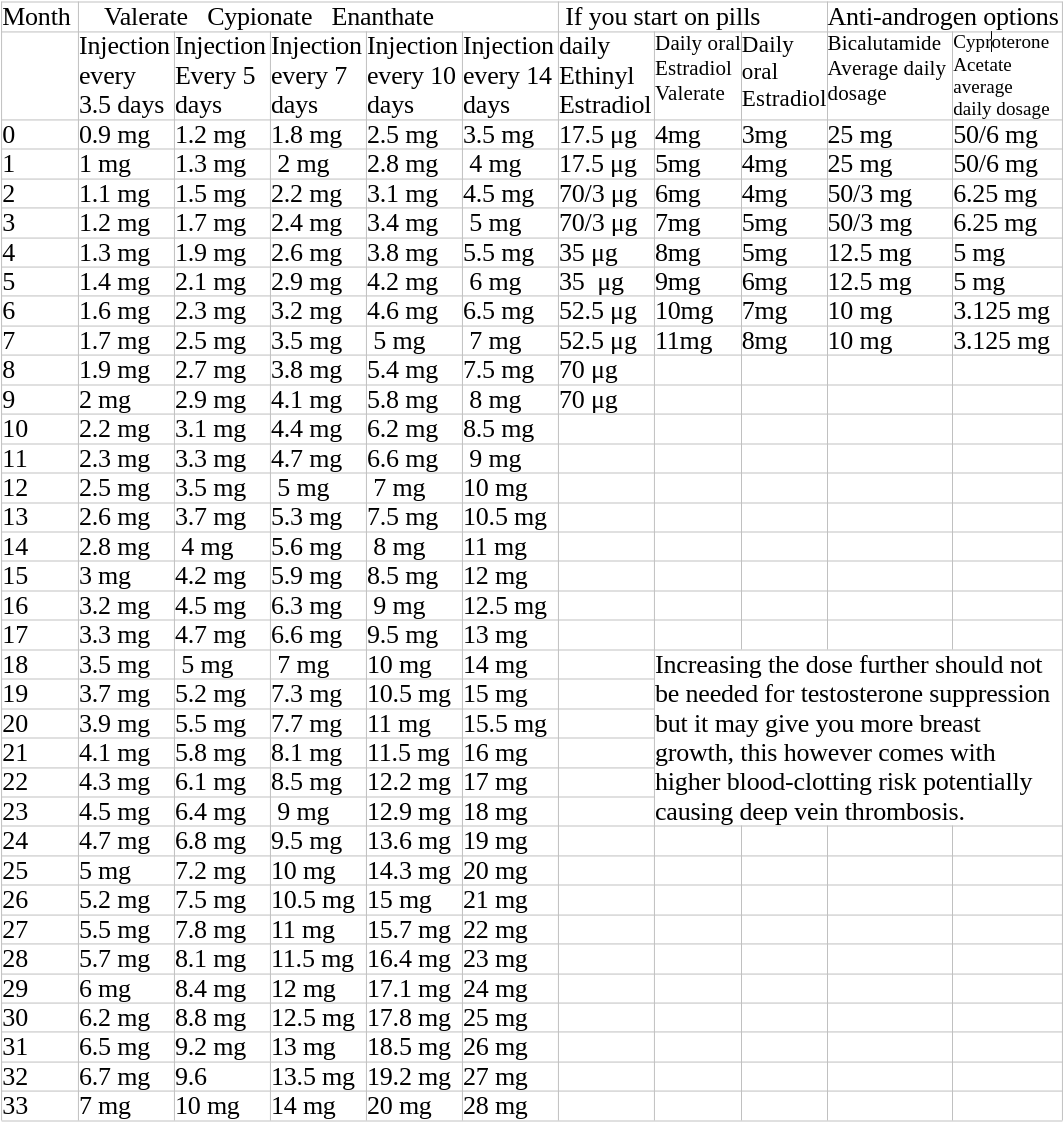 Month Valerate Cypionate Enanthate If you start on pills Anti-androgen options
Injection every 3.5 days Injection Every 5 days Injection every 7 days Injection every 10 days Injection every 14 days daily Ethinyl Estradiol Daily oral Estradiol Valerate Daily oral Estradiol Bicalutamide Average daily dosage Cyproterone Acetate average daily dosage
0 0.9 mg 1.2 mg 1.8 mg 2.5 mg 3.5 mg 17.5 μg 4mg 3mg 25 mg 50/6 mg
1 1 mg 1.3 mg 2 mg 2.8 mg 4 mg 17.5 μg 5mg 4mg 25 mg 50/6 mg
2 1.1 mg 1.5 mg 2.2 mg 3.1 mg 4.5 mg 70/3 μg 6mg 4mg 50/3 mg 6.25 mg
3 1.2 mg 1.7 mg 2.4 mg 3.4 mg 5 mg 70/3 μg 7mg 5mg 50/3 mg 6.25 mg
4 1.3 mg 1.9 mg 2.6 mg 3.8 mg 5.5 mg 35 μg 8mg 5mg 12.5 mg 5 mg
5 1.4 mg 2.1 mg 2.9 mg 4.2 mg 6 mg 35 μg 9mg 6mg 12.5 mg 5 mg
6 1.6 mg 2.3 mg 3.2 mg 4.6 mg 6.5 mg 52.5 μg 10mg 7mg 10 mg 3.125 mg
7 1.7 mg 2.5 mg 3.5 mg 5 mg 7 mg 52.5 μg 11mg 8mg 10 mg 3.125 mg
8 1.9 mg 2.7 mg 3.8 mg 5.4 mg 7.5 mg 70 μg
9 2 mg 2.9 mg 4.1 mg 5.8 mg 8 mg 70 μg
10 2.2 mg 3.1 mg 4.4 mg 6.2 mg 8.5 mg
11 2.3 mg 3.3 mg 4.7 mg 6.6 mg 9 mg
12 2.5 mg 3.5 mg 5 mg 7 mg 10 mg
13 2.6 mg 3.7 mg 5.3 mg 7.5 mg 10.5 mg
14 2.8 mg 4 mg 5.6 mg 8 mg 11 mg
15 3 mg 4.2 mg 5.9 mg 8.5 mg 12 mg
16 3.2 mg 4.5 mg 6.3 mg 9 mg 12.5 mg
17 3.3 mg 4.7 mg 6.6 mg 9.5 mg 13 mg
18 3.5 mg 5 mg 7 mg 10 mg 14 mg Increasing the dose further should not
19 3.7 mg 5.2 mg 7.3 mg 10.5 mg 15 mg be needed for testosterone suppression
20 3.9 mg 5.5 mg 7.7 mg 11 mg 15.5 mg but it may give you more breast
21 4.1 mg 5.8 mg 8.1 mg 11.5 mg 16 mg growth, this however comes with
22 4.3 mg 6.1 mg 8.5 mg 12.2 mg 17 mg higher blood-clotting risk potentially
23 4.5 mg 6.4 mg 9 mg 12.9 mg 18 mg causing deep vein thrombosis.
24 4.7 mg 6.8 mg 9.5 mg 13.6 mg 19 mg
25 5 mg 7.2 mg 10 mg 14.3 mg 20 mg
26 5.2 mg 7.5 mg 10.5 mg 15 mg 21 mg
27 5.5 mg 7.8 mg 11 mg 15.7 mg 22 mg
28 5.7 mg 8.1 mg 11.5 mg 16.4 mg 23 mg
29 6 mg 8.4 mg 12 mg 17.1 mg 24 mg
30 6.2 mg 8.8 mg 12.5 mg 17.8 mg 25 mg
31 6.5 mg 9.2 mg 13 mg 18.5 mg 26 mg
32 6.7 mg 9.6 13.5 mg 19.2 mg 27 mg
33 7 mg 10 mg 14 mg 20 mg 28 mg